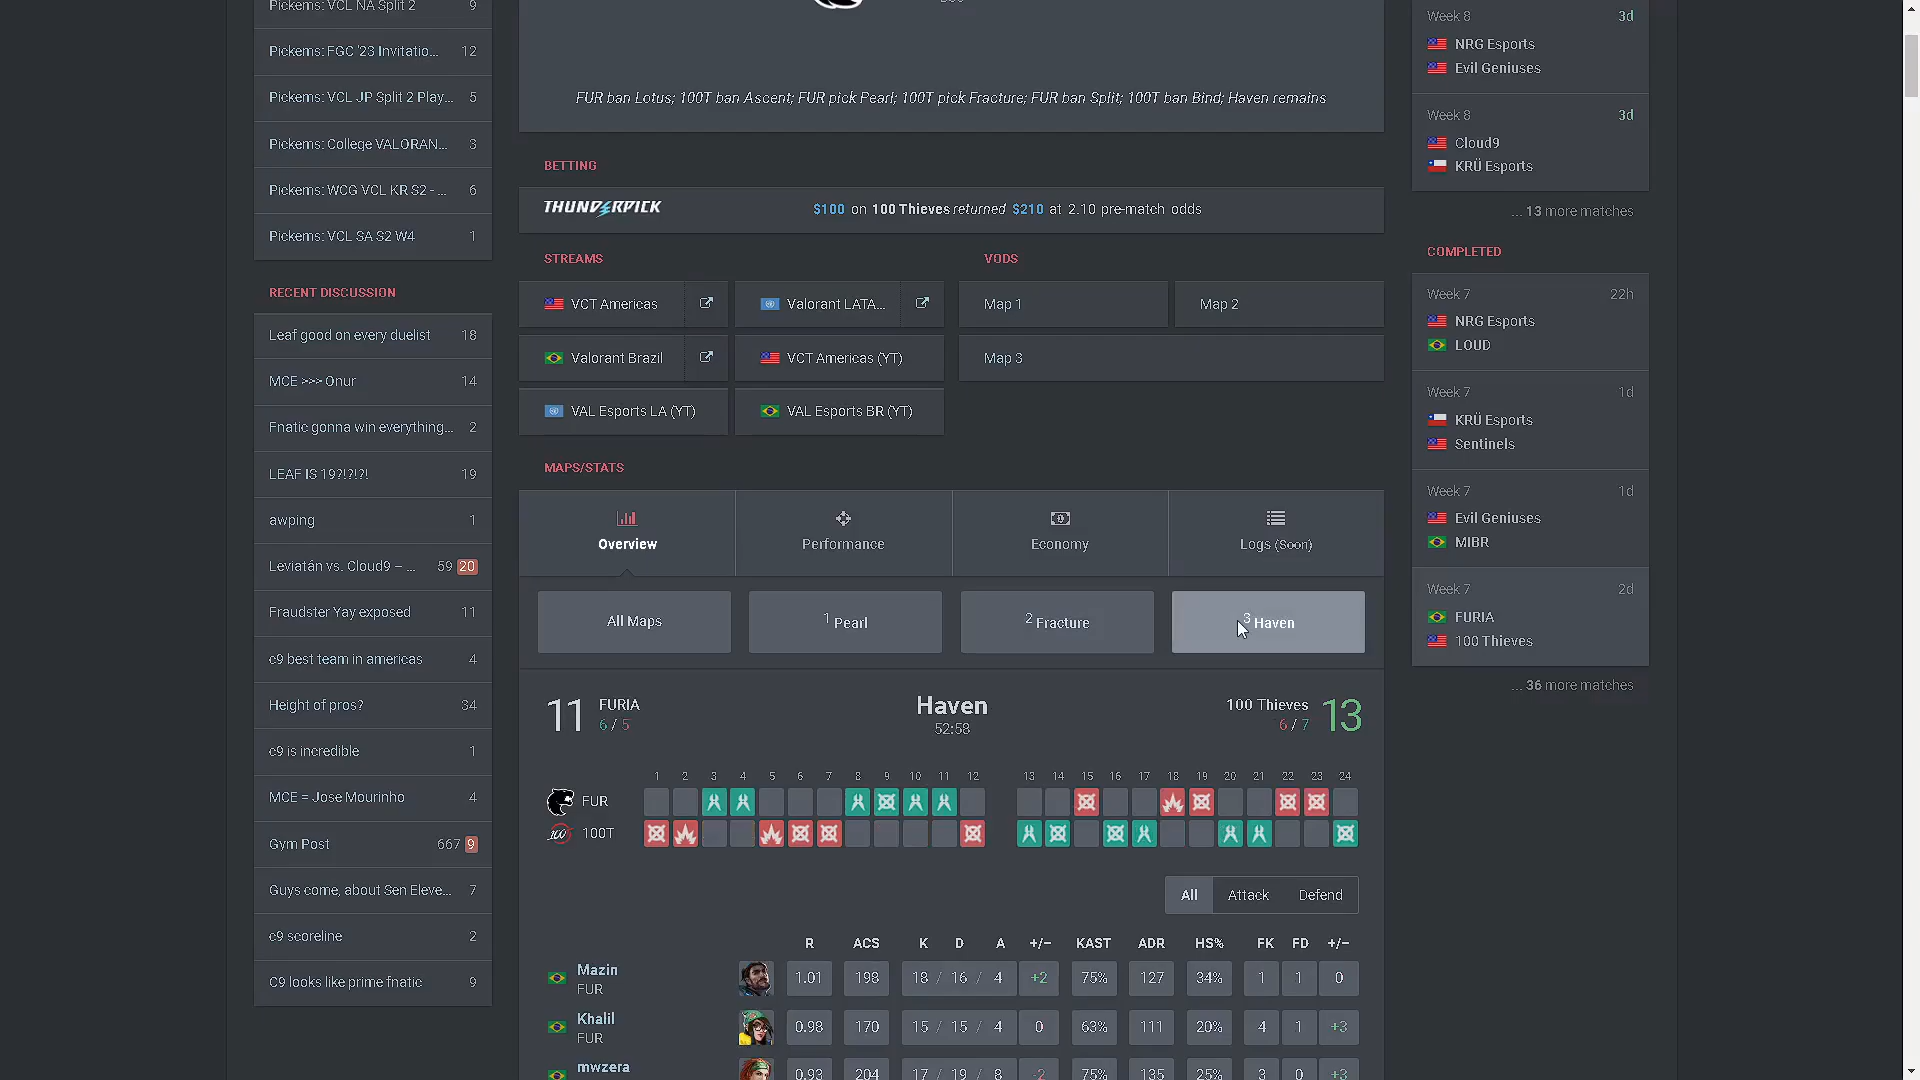 Pickems: VCL NA Split 2 9
Pickems: FGC '23 Invitatio... 12
Pickems: VCL JP Split 2 Play... 5
Pickems: College VALORAN... 3
Pickems: WCG VCL KR S2 - ... 6
Pickems: VCL SA S2 W4 1
RECENT DISCUSSION
Leaf good on every duelist 18
MCE >>> Onur 14
Fnatic gonna win everything... 2
LEAF IS 19?!?!?! 19
awping 1
Leviatán vs. Cloud9 – ... 59 20
Fraudster Yay exposed 11
c9 best team in americas 4
Height of pros? 34
c9 is incredible 1
MCE = Jose Mourinho 4
Gym Post 667 9
Guys come, about Sen Eleve... 7
c9 scoreline 2
C9 looks like prime fnatic 9
FUR ban Lotus; 100T ban Ascent; FUR pick Pearl; 100T pick Fracture; FUR ban Split; 100T ban Bind; Haven remains
BETTING
THUNDERPICK $100 on 100 Thieves returned $210 at 2.10 pre-match odds
STREAMS VODS
VCT Americas Valorant LATA... Map 1 Map 2
Valorant Brazil VCT Americas (YT) Map 3
VAL Esports LA (YT) VAL Esports BR (YT)
MAPS/STATS
Overview Performance Economy Logs (Soon)
All Maps 1 Pearl 2 Fracture 3 Haven
11 FURIA Haven 100 Thieves 13
6 / 5 52:58 6 / 7
1 2 3 4 5 6 7 8 9 10 11 12 13 14 15 16 17 18 19 20 21 22 23 24
FUR
100 100T
All Attack Defend
R ACS K D A +/– KAST ADR HS% FK FD +/–
Mazin
FUR 1.01 198 18 / 16 / 4 +2 75% 127 34% 1 1 0
Khalil
FUR 0.98 170 15 / 15 / 4 0 63% 111 20% 4 1 +3
mwzera 0.93 204 17 / 19 / 8 -2 75% 135 25% 3 0 +3
Week 8 3d
NRG Esports
Evil Geniuses
Week 8 3d
Cloud9
KRÜ Esports
... 13 more matches
COMPLETED
Week 7 22h
NRG Esports
LOUD
Week 7 1d
KRÜ Esports
Sentinels
Week 7 1d
Evil Geniuses
MIBR
Week 7 2d
FURIA
100 Thieves
... 36 more matches